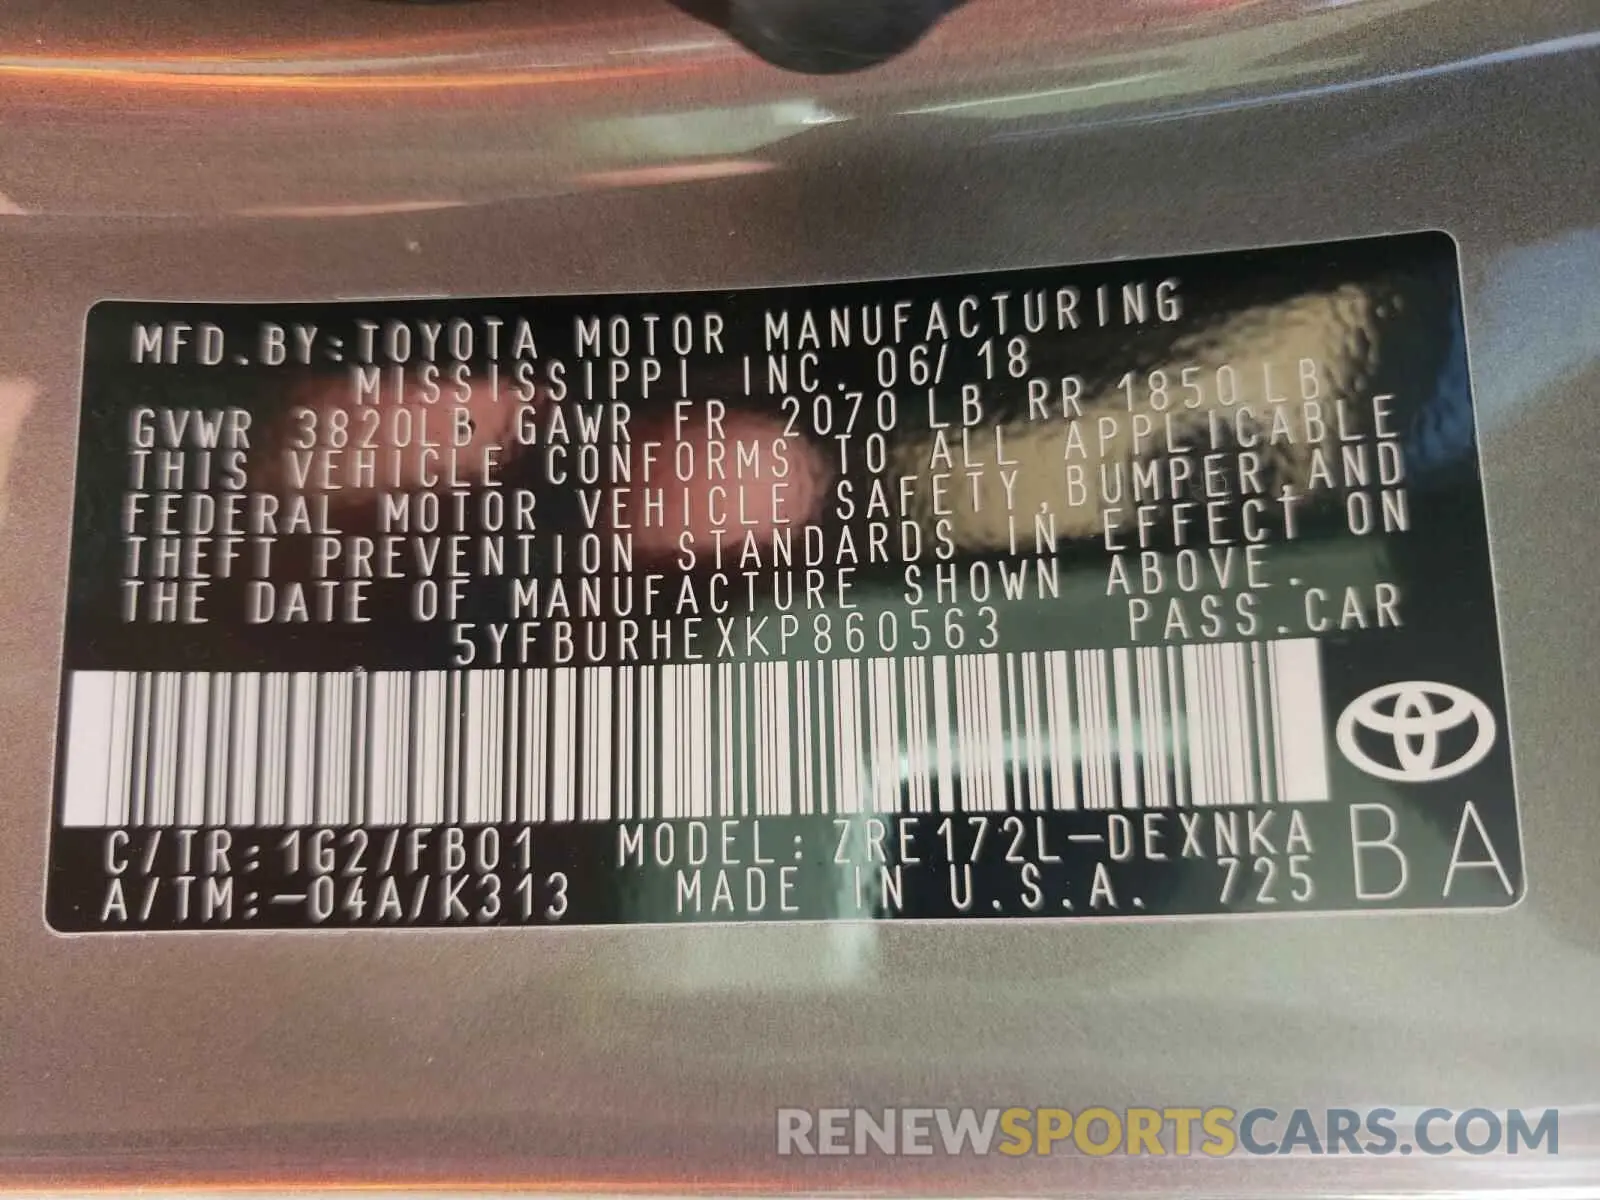 MFD.BY:TOYOTA MOTOR MANUFACTURING
MISSISSIPPI INC. 06/18
GVWR 3820LB GAWR FR 2070LB RR 1850LB
THIS VEHICLE CONFORMS TO ALL APPLICABLE
FEDERAL MOTOR VEHICLE SAFETY,BUMPER,AND
THEFT PREVENTION STANDARDS IN EFFECT ON
THE DATE OF MANUFACTURE SHOWN ABOVE.
5YFBURHEXKP860563 PASS.CAR
C/TR:1G2/FB01 MODEL:ZRE172L-DEXNKA
A/TM:-04A/K313 MADE IN U.S.A. 725
BA
RENEWSPORTSCARS.COM